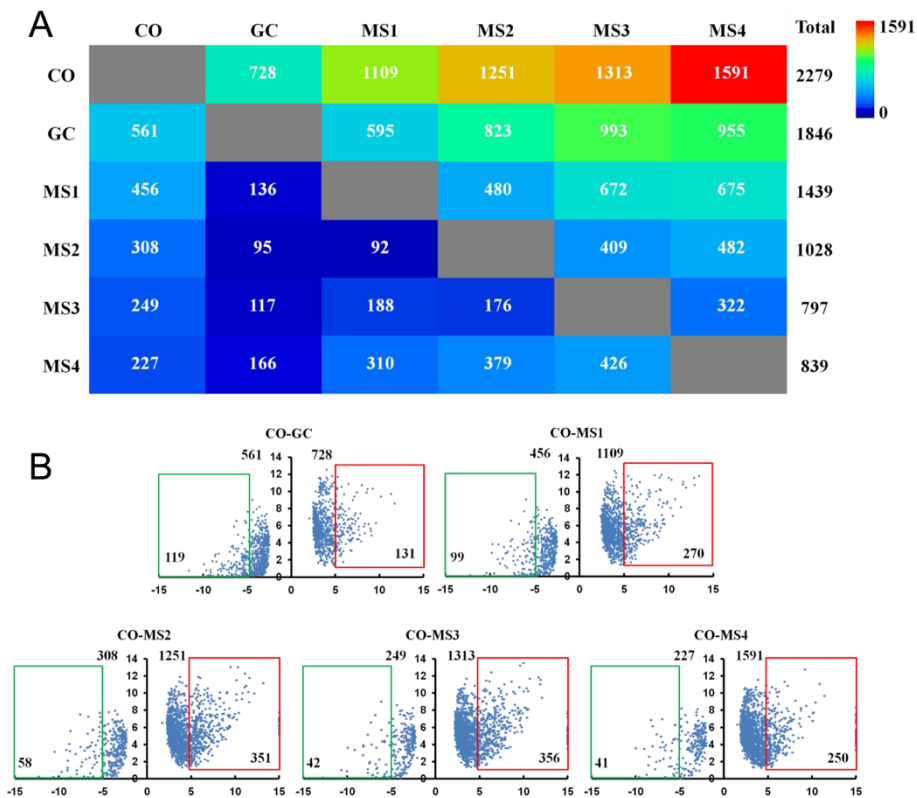 A
CO GC MS1 MS2 MS3 MS4 Total 1591
CO 728 1109 1251 1313 1591 2279
0
GC 561 595 823 993 955 1846
MS1 456 136 480 672 675 1439
MS2 308 95 92 409 482 1028
MS3 249 117 188 176 322 797
MS4 227 166 310 379 426 839
B
CO-GC
561 728
14
12
10
8
6
4
2
0
119 131
-15 -10 -5 0 5 10 15
CO-MS1
456 1109
14
12
10
8
6
4
2
0
99 270
-15 -10 -5 0 5 10 15
CO-MS2
308 1251
14
12
10
8
6
4
2
0
58 351
-15 -10 -5 0 5 10 15
CO-MS3
249 1313
14
12
10
8
6
4
2
0
42 356
-15 -10 -5 0 5 10 15
CO-MS4
227 1591
14
12
10
8
6
4
2
0
41 250
-15 -10 -5 0 5 10 15